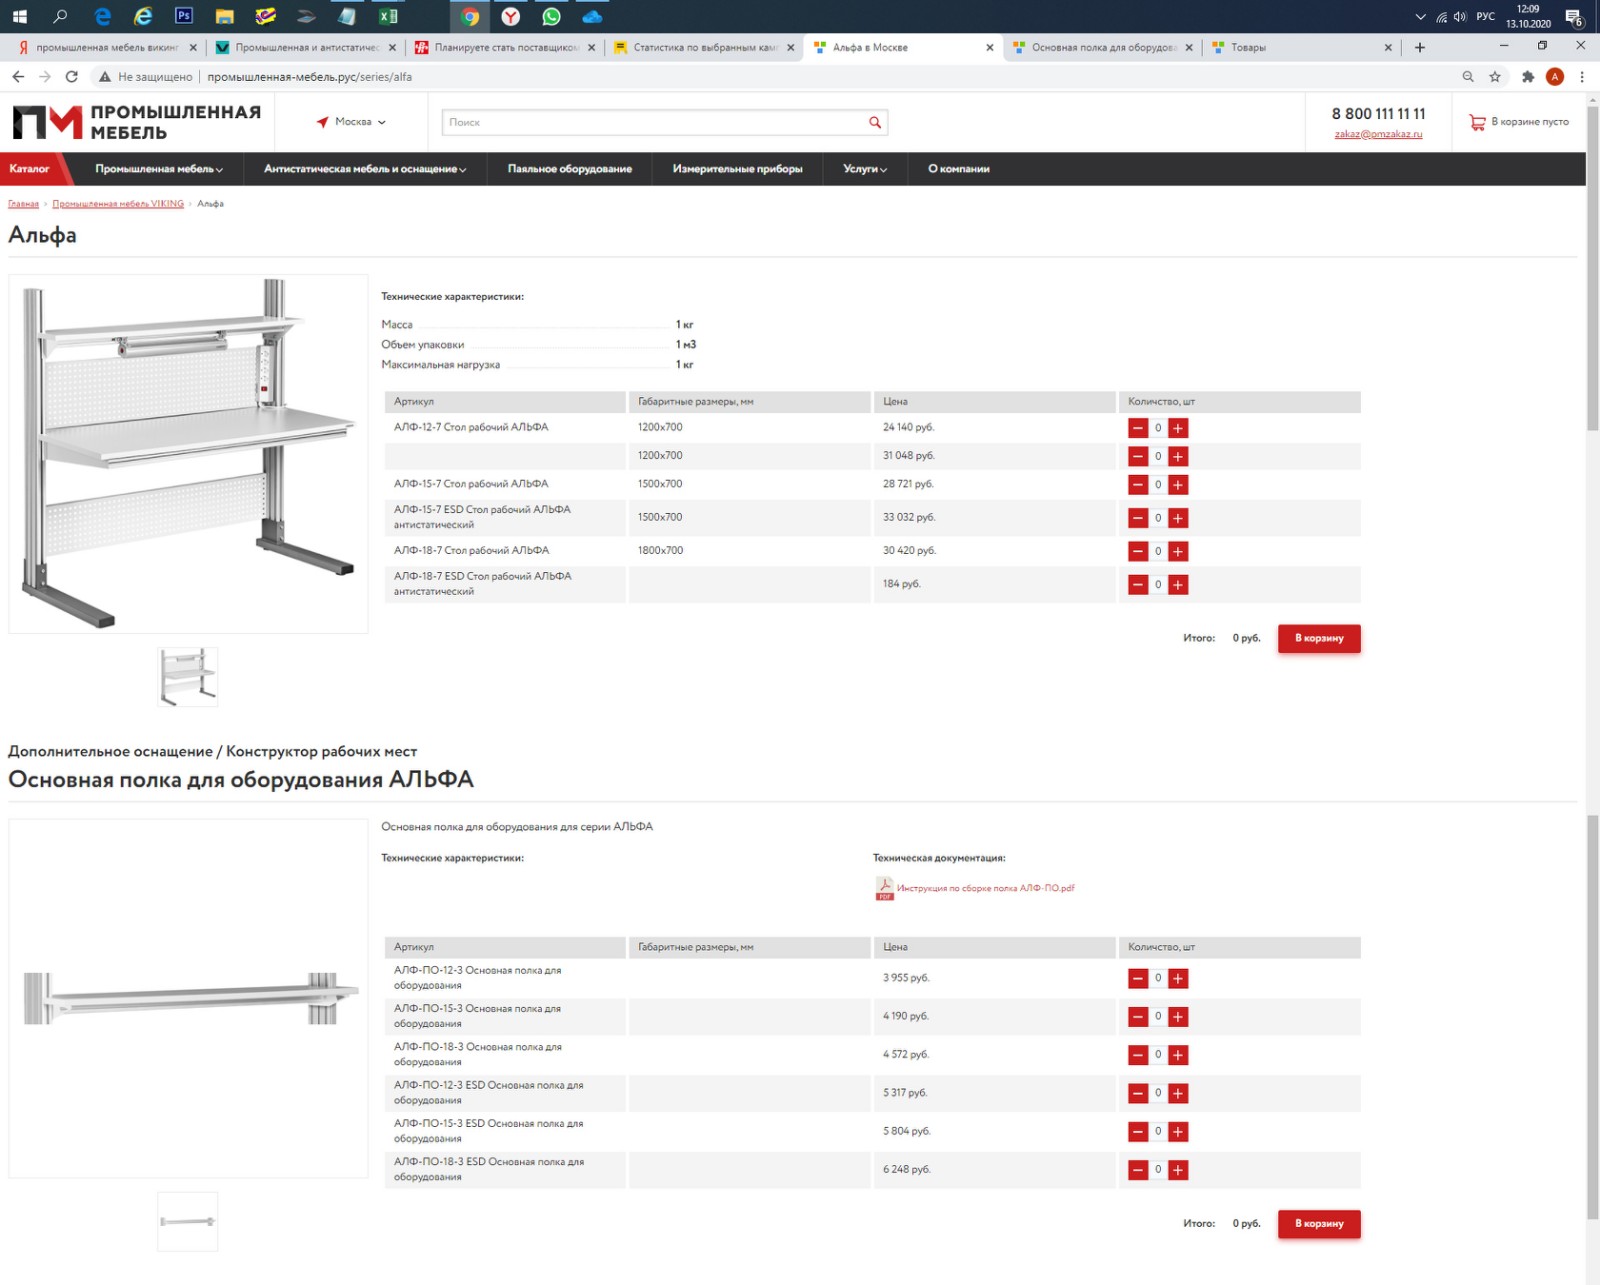 РУС
12:09
13.10.2020
6
промышленная мебель викинг
Промышленная и антистатичес
Планируете стать поставщиком
Статистика по выбранным камп
Альфа в Москве
Основная полка для оборудова
Товары
Не защищено | промышленная-мебель.рус/series/alfa
ПМ ПРОМЫШЛЕННАЯ МЕБЕЛЬ
Москва
Поиск
8 800 111 11 11
zakaz@pmzakaz.ru
В корзине пусто
Каталог
Промышленная мебель
Антистатическая мебель и оснащение
Паяльное оборудование
Измерительные приборы
Услуги
О компании
Главная › Промышленная мебель VIKING › Альфа
Альфа
Технические характеристики:
Масса 1 кг
Объем упаковки 1 м3
Максимальная нагрузка 1 кг
Артикул Габаритные размеры, мм Цена Количство, шт
АЛФ-12-7 Стол рабочий АЛЬФА 1200x700 24 140 руб. − 0 +
1200x700 31 048 руб. − 0 +
АЛФ-15-7 Стол рабочий АЛЬФА 1500x700 28 721 руб. − 0 +
АЛФ-15-7 ESD Стол рабочий АЛЬФА
антистатический 1500x700 33 032 руб. − 0 +
АЛФ-18-7 Стол рабочий АЛЬФА 1800x700 30 420 руб. − 0 +
АЛФ-18-7 ESD Стол рабочий АЛЬФА
антистатический 184 руб. − 0 +
Итого: 0 руб. В корзину
Дополнительное оснащение / Конструктор рабочих мест
Основная полка для оборудования АЛЬФА
Основная полка для оборудования для серии АЛЬФА
Технические характеристики:
Техническая документация:
PDF Инструкция по сборке полка АЛФ-ПО.pdf
Артикул Габаритные размеры, мм Цена Количство, шт
АЛФ-ПО-12-3 Основная полка для
оборудования 3 955 руб. − 0 +
АЛФ-ПО-15-3 Основная полка для
оборудования 4 190 руб. − 0 +
АЛФ-ПО-18-3 Основная полка для
оборудования 4 572 руб. − 0 +
АЛФ-ПО-12-3 ESD Основная полка для
оборудования 5 317 руб. − 0 +
АЛФ-ПО-15-3 ESD Основная полка для
оборудования 5 804 руб. − 0 +
АЛФ-ПО-18-3 ESD Основная полка для
оборудования 6 248 руб. − 0 +
Итого: 0 руб. В корзину